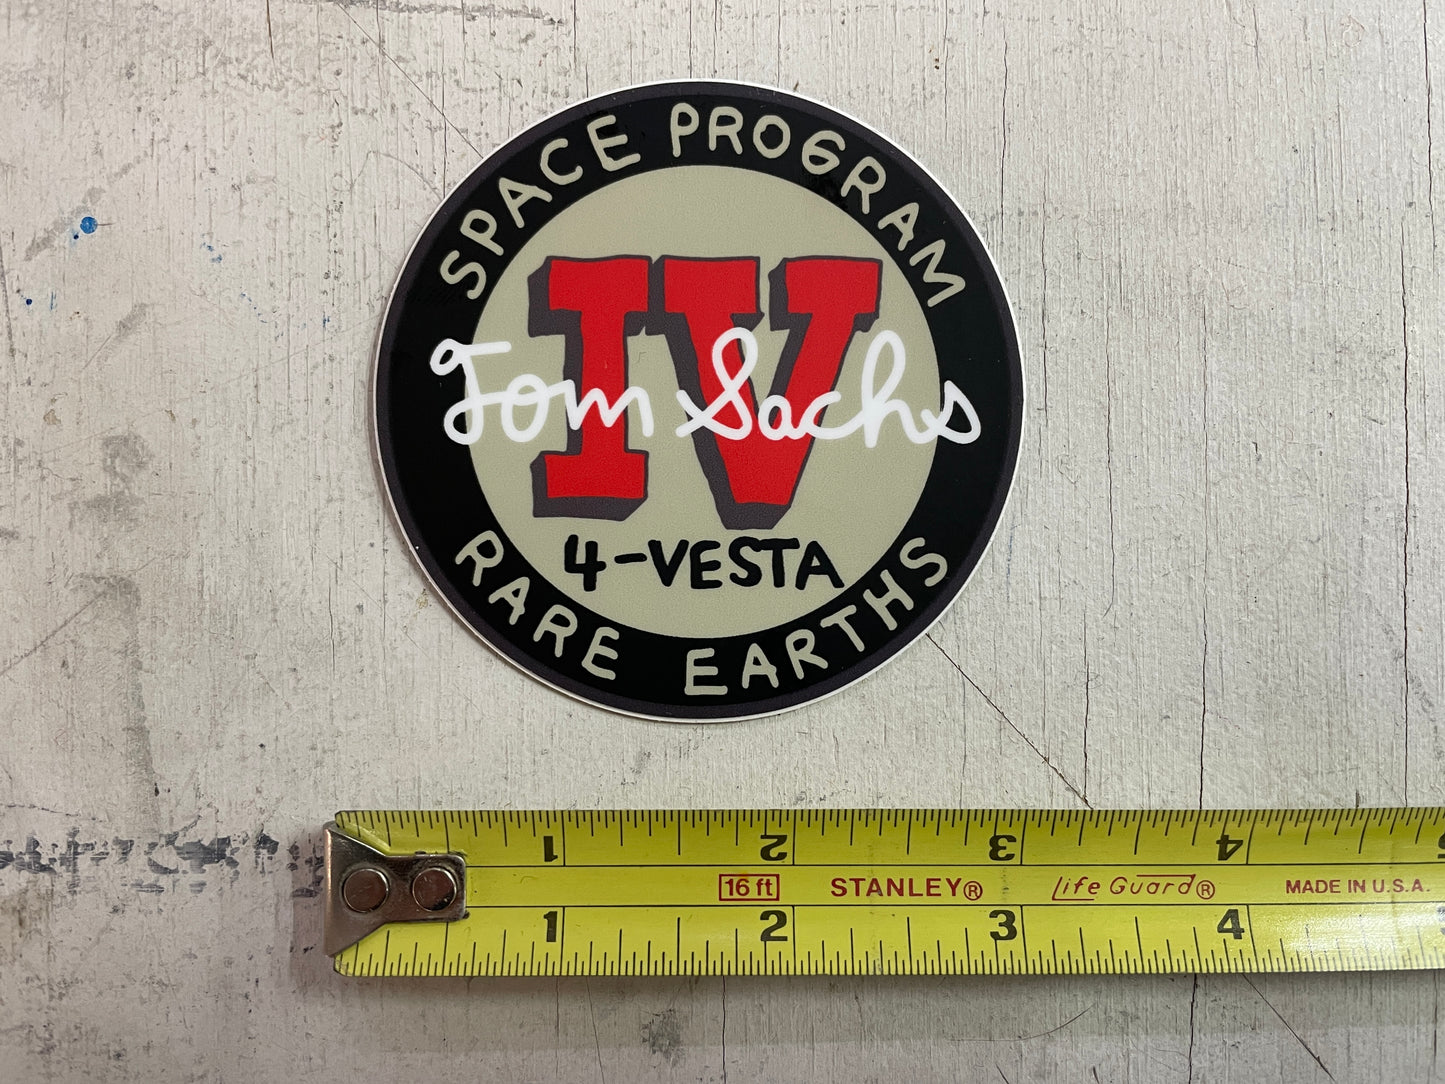 SPACE PROGRAM
IV
Tom Sachs
4-VESTA
RARE EARTHS
1 2 3 4
16 ft STANLEY® Life Guard® MADE IN U.S.A.
1 2 3 4